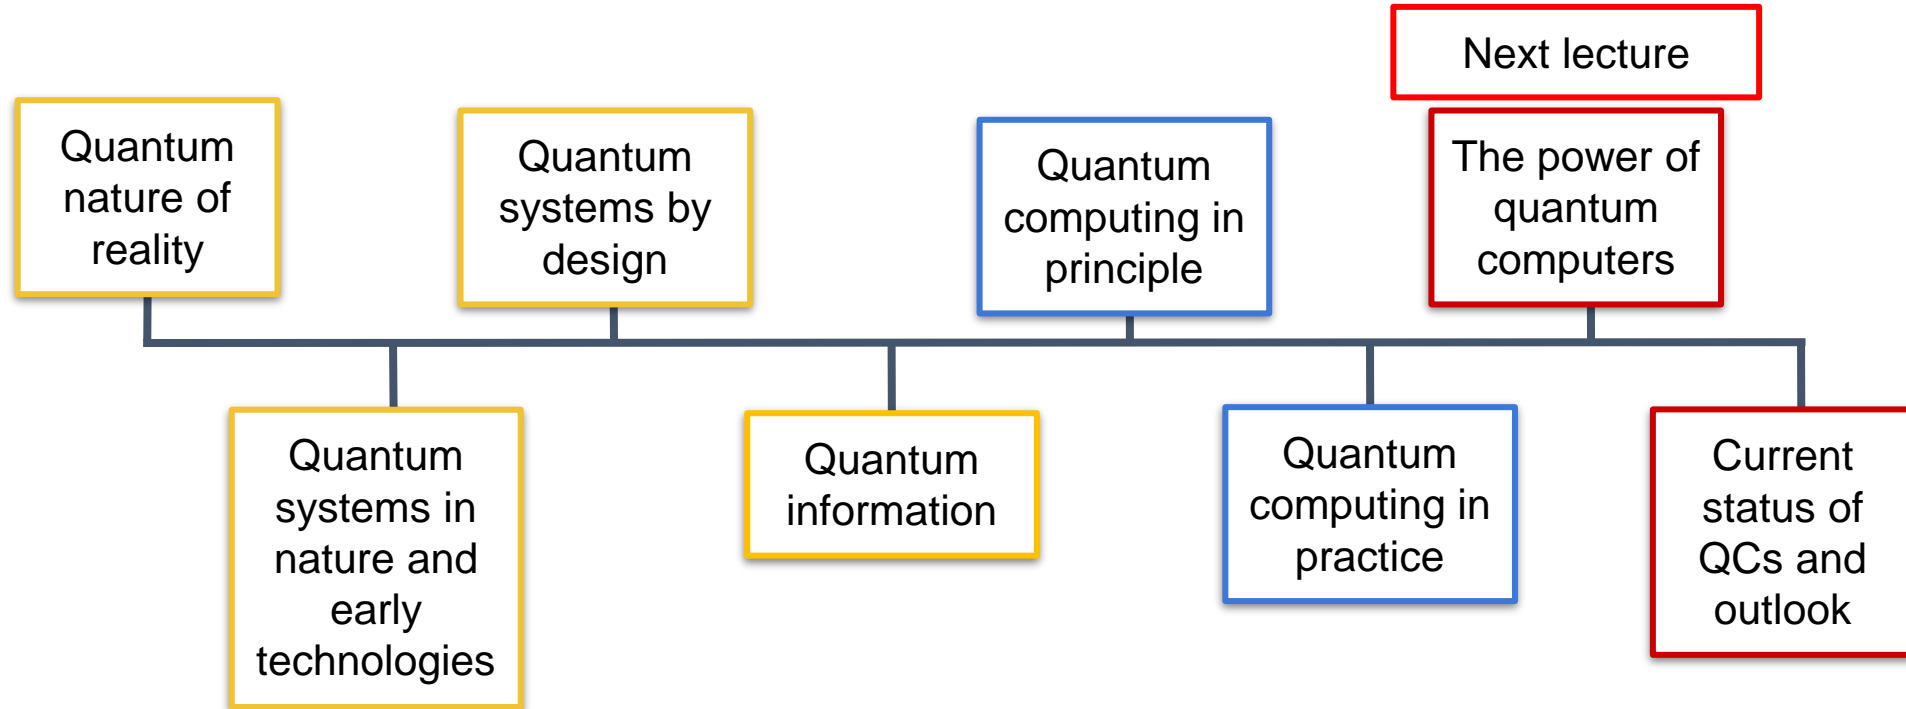 Next lecture
Quantum
nature of
reality
Quantum
systems by
design
Quantum
computing in
principle
The power of
quantum
computers
Quantum
systems in
nature and
early
technologies
Quantum
information
Quantum
computing in
practice
Current
status of
QCs and
outlook